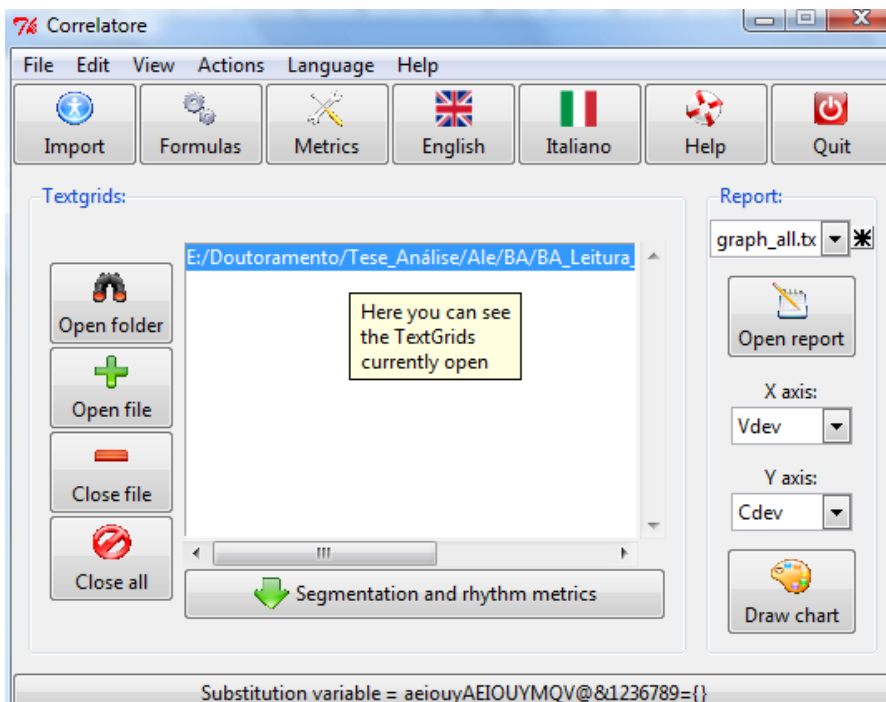 Correlatore
File Edit View Actions Language Help
Import Formulas Metrics English Italiano Help Quit
Textgrids:
Report:
graph_all.tx
E:/Doutoramento/Tese_Análise/Ale/BA/BA_Leitura_
Open folder
Here you can see
the TextGrids
currently open
Open report
Open file
X axis:
Vdev
Close file
Y axis:
Cdev
Close all
Segmentation and rhythm metrics
Draw chart
Substitution variable = aeiouyAEIOUYMQV@&1236789={}